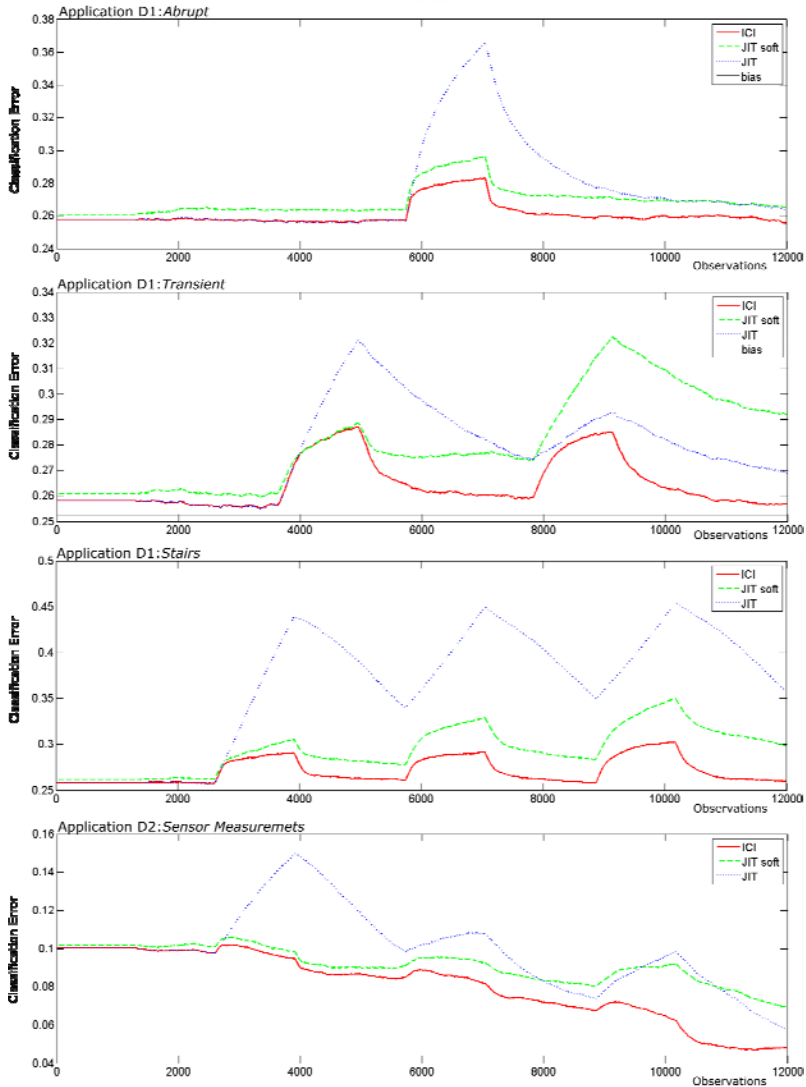 Application D1:Abrupt
0.38
0.36
0.34
0.32
0.3
0.28
0.26
0.24
Classification Error
ICI
JIT soft
JIT
bias
0 2000 4000 6000 8000 10000 12000
Observations
Application D1:Transient
0.34
0.33
0.32
0.31
0.3
0.29
0.28
0.27
0.26
0.25
Classification Error
ICI
JIT soft
JIT
bias
0 2000 4000 6000 8000 10000 12000
Observations
Application D1:Stairs
0.5
0.45
0.4
0.35
0.3
0.25
Classification Error
ICI
JIT soft
JIT
0 2000 4000 6000 8000 10000 12000
Observations
Application D2:Sensor Measuremets
0.16
0.14
0.12
0.1
0.08
0.06
0.04
Classification Error
ICI
JIT soft
JIT
0 2000 4000 6000 8000 10000 12000
Observations